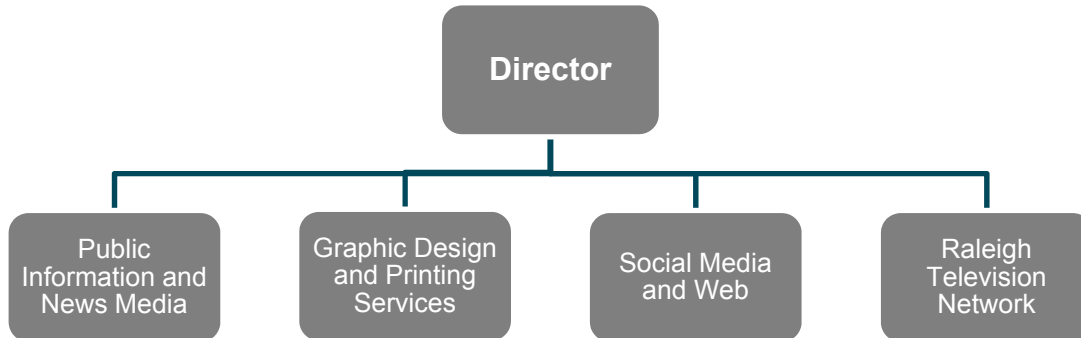 Director
Public
Information and
News Media
Graphic Design
and Printing
Services
Social Media
and Web
Raleigh
Television
Network